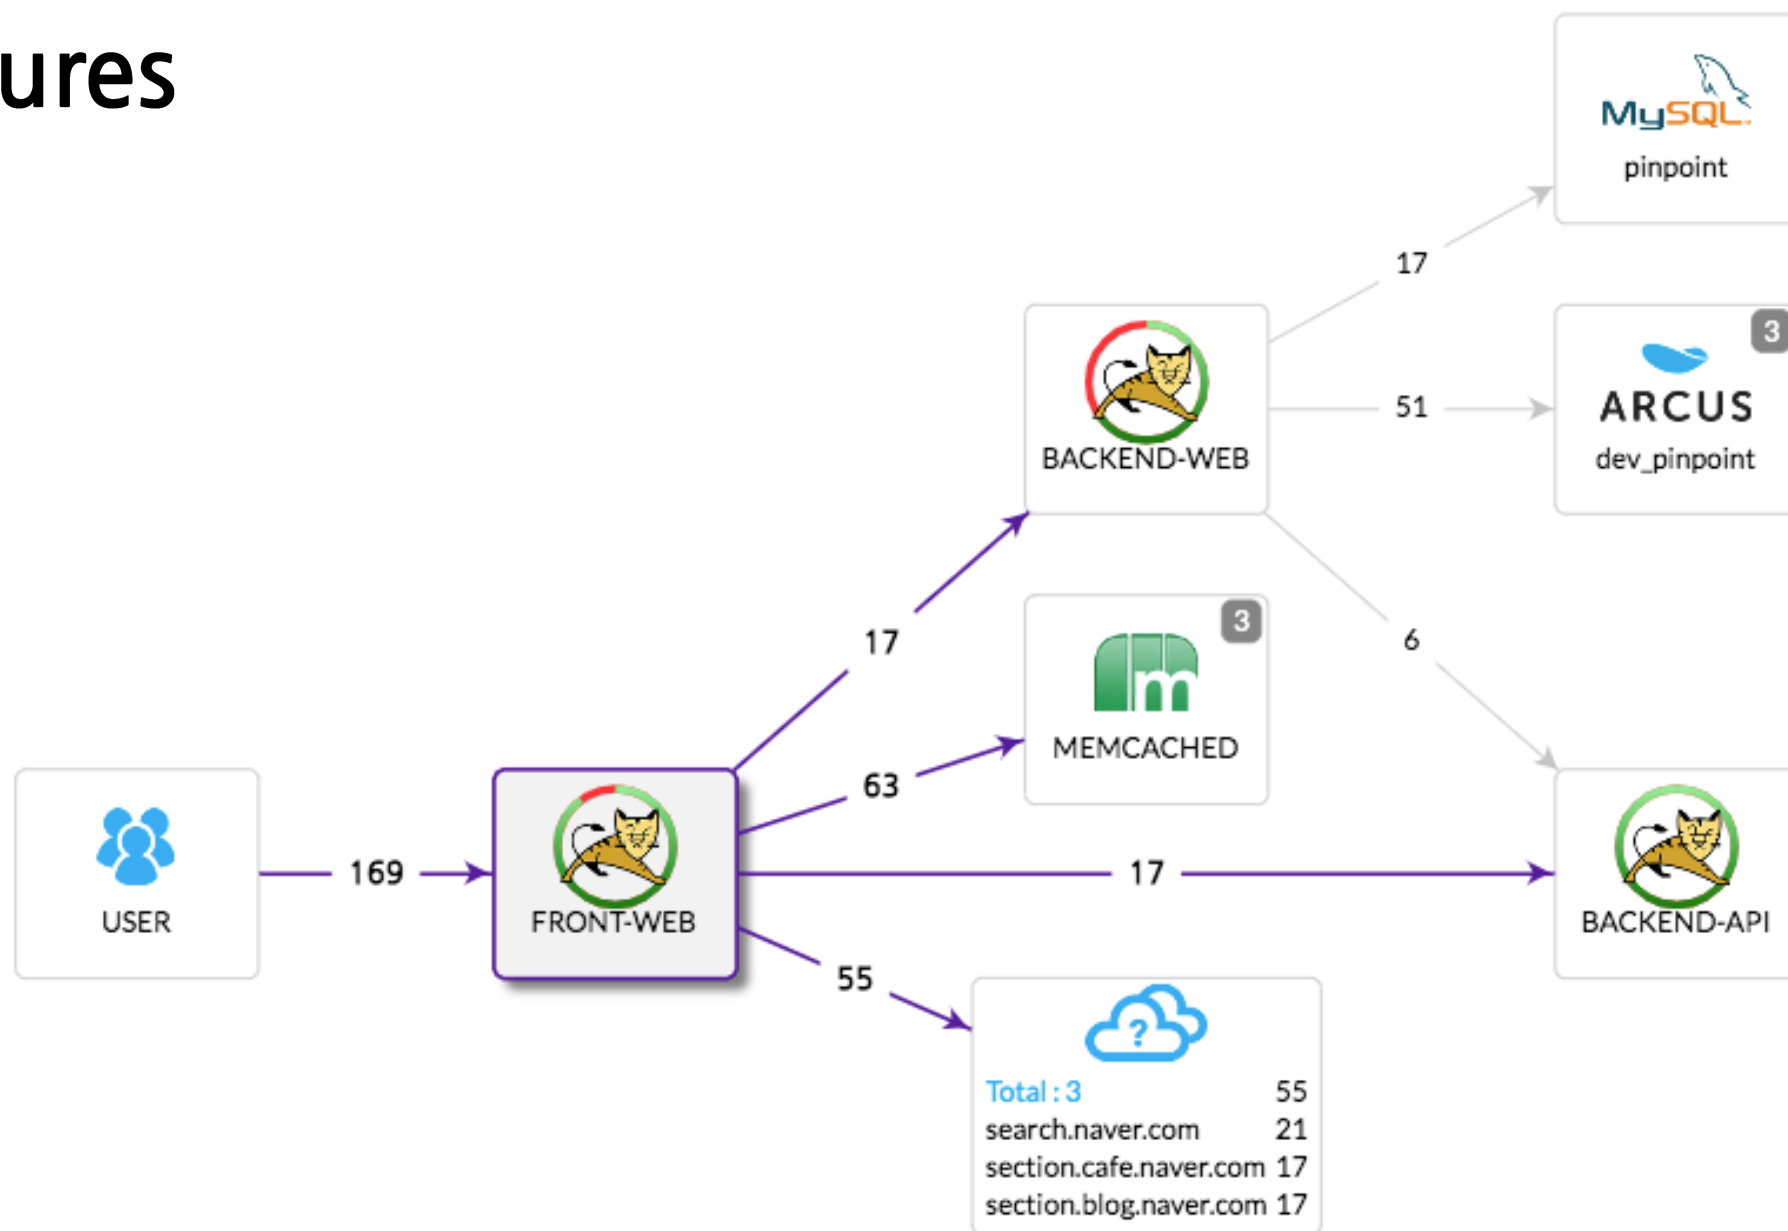 ures
MySQL
pinpoint
17
3
ARCUS
dev_pinpoint
51
BACKEND-WEB
17
6
3
m
MEMCACHED
63
USER
169
FRONT-WEB
17
BACKEND-API
55
?
Total : 3 55
search.naver.com 21
section.cafe.naver.com 17
section.blog.naver.com 17